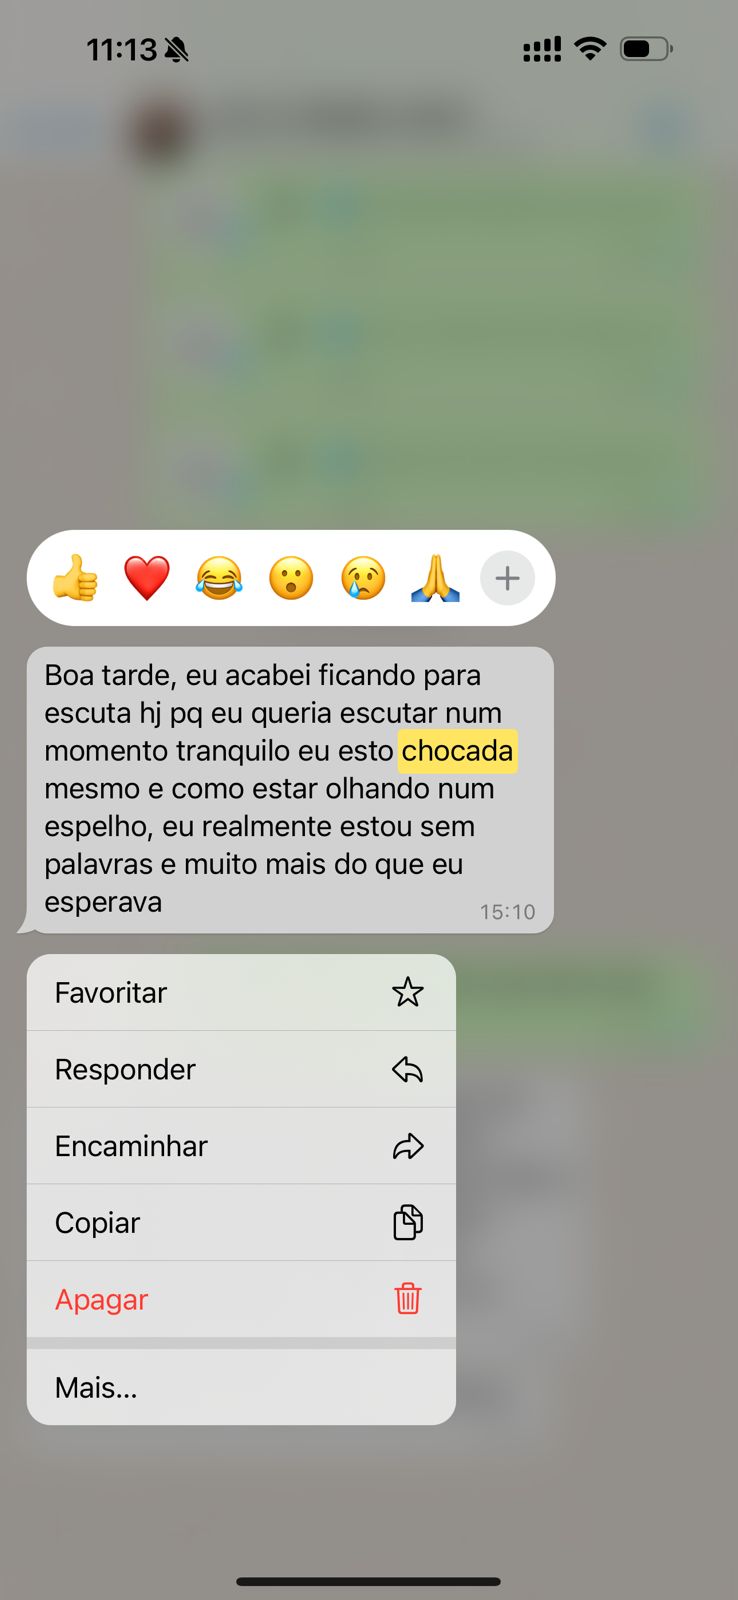 11:13
Boa tarde, eu acabei ficando para
escuta hj pq eu queria escutar num
momento tranquilo eu esto chocada
mesmo e como estar olhando num
espelho, eu realmente estou sem
palavras e muito mais do que eu
esperava
15:10
Favoritar
Responder
Encaminhar
Copiar
Apagar
Mais...